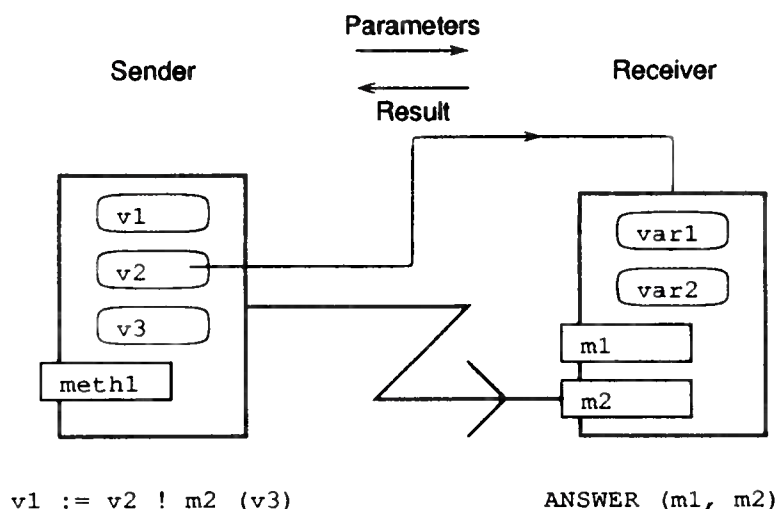 Parameters
Sender
Receiver
Result
v1
v2
v3
meth1
var1
var2
m1
m2
v1 := v2 ! m2 (v3)
ANSWER (m1, m2)